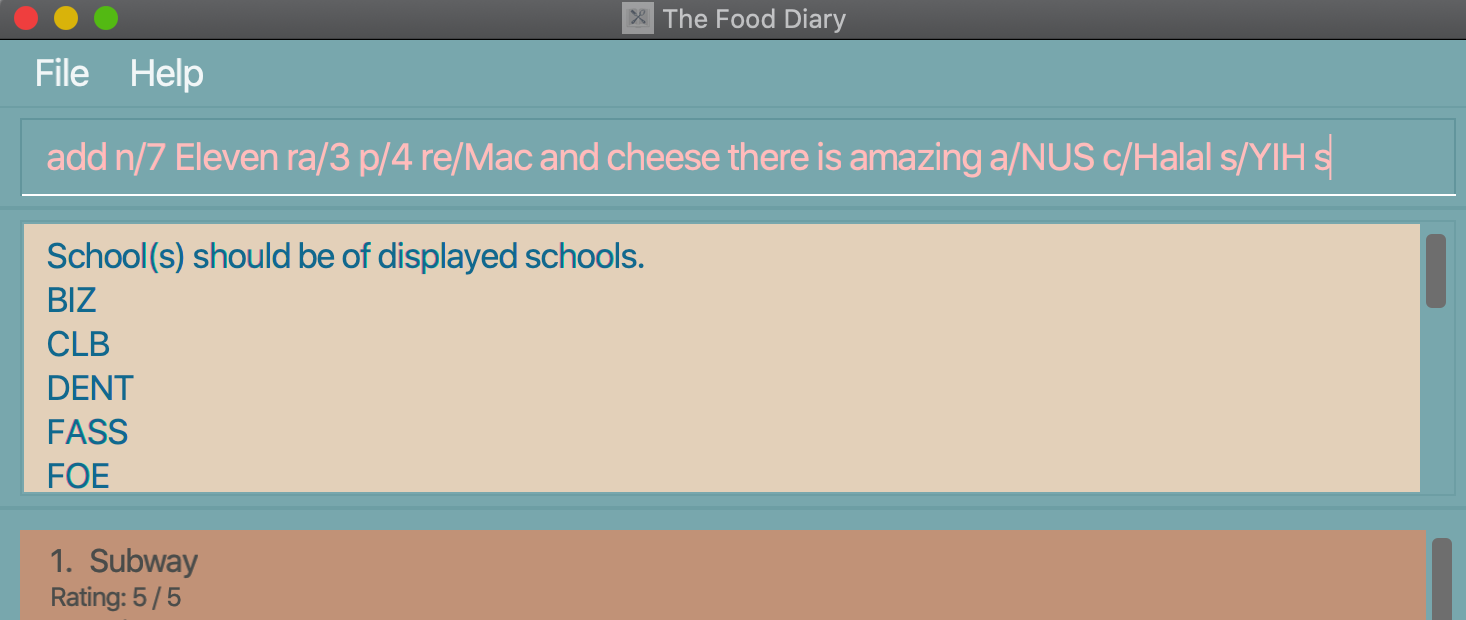 The Food Diary
File Help
add n/7 Eleven ra/3 p/4 re/Mac and cheese there is amazing a/NUS c/Halal s/YIH s
School(s) should be of displayed schools.
BIZ
CLB
DENT
FASS
FOE
1. Subway
Rating: 5 / 5